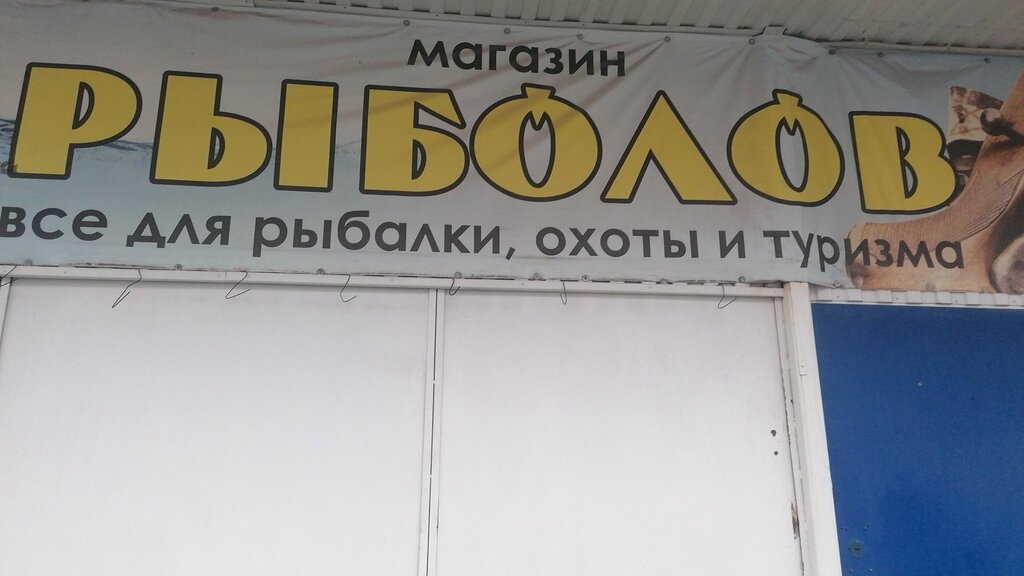 магазин
РЫБОЛОВ
все для рыбалки, охоты и туризма